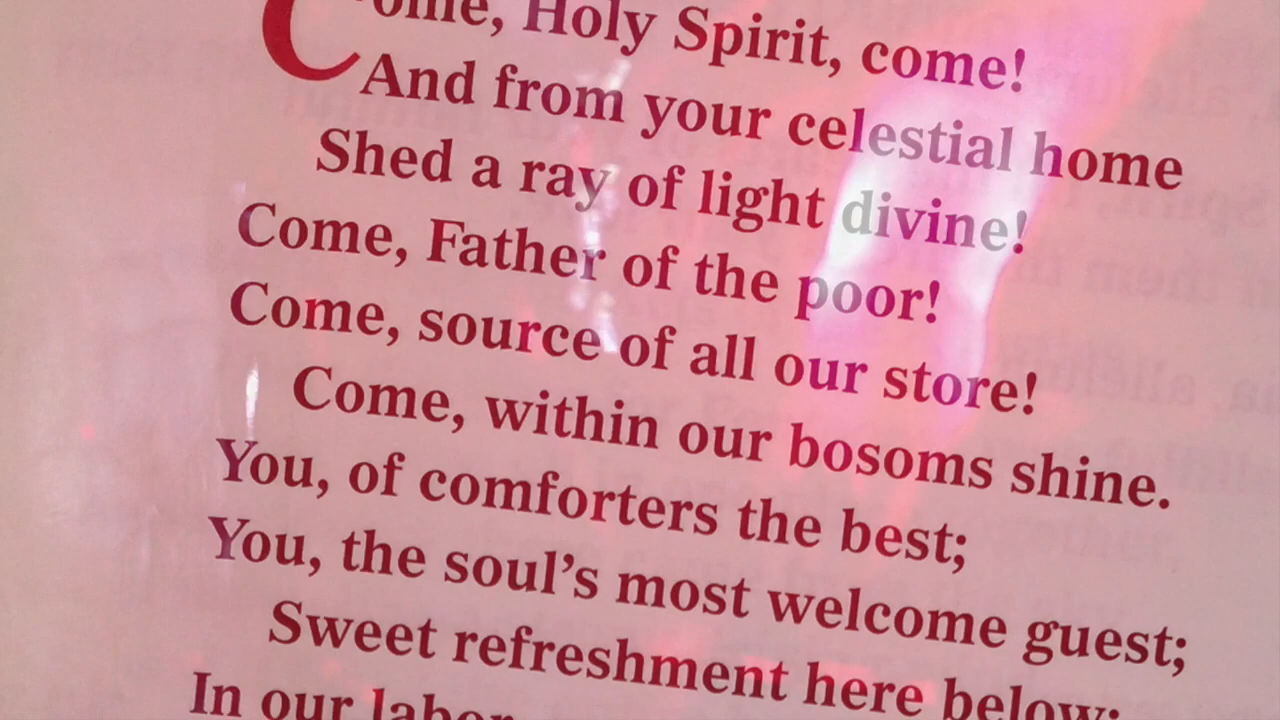 Come, Holy Spirit, come!
And from your celestial home
Shed a ray of light divine!
Come, Father of the poor!
Come, source of all our store!
Come, within our bosoms shine.
You, of comforters the best;
You, the soul’s most welcome guest;
Sweet refreshment here below;
In our labor